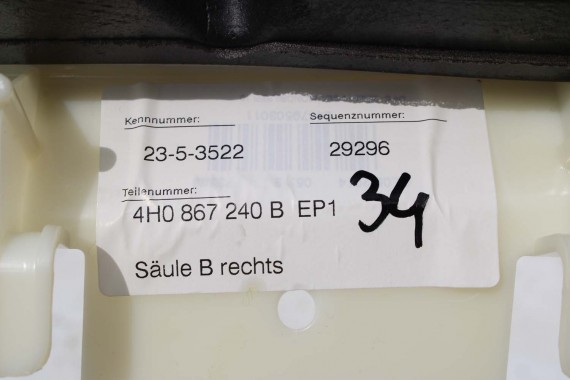 Kennnummer: Sequenznummer:
23-5-3522 29296
Teilenummer:
4H0 867 240 B EP1 34
Säule B rechts